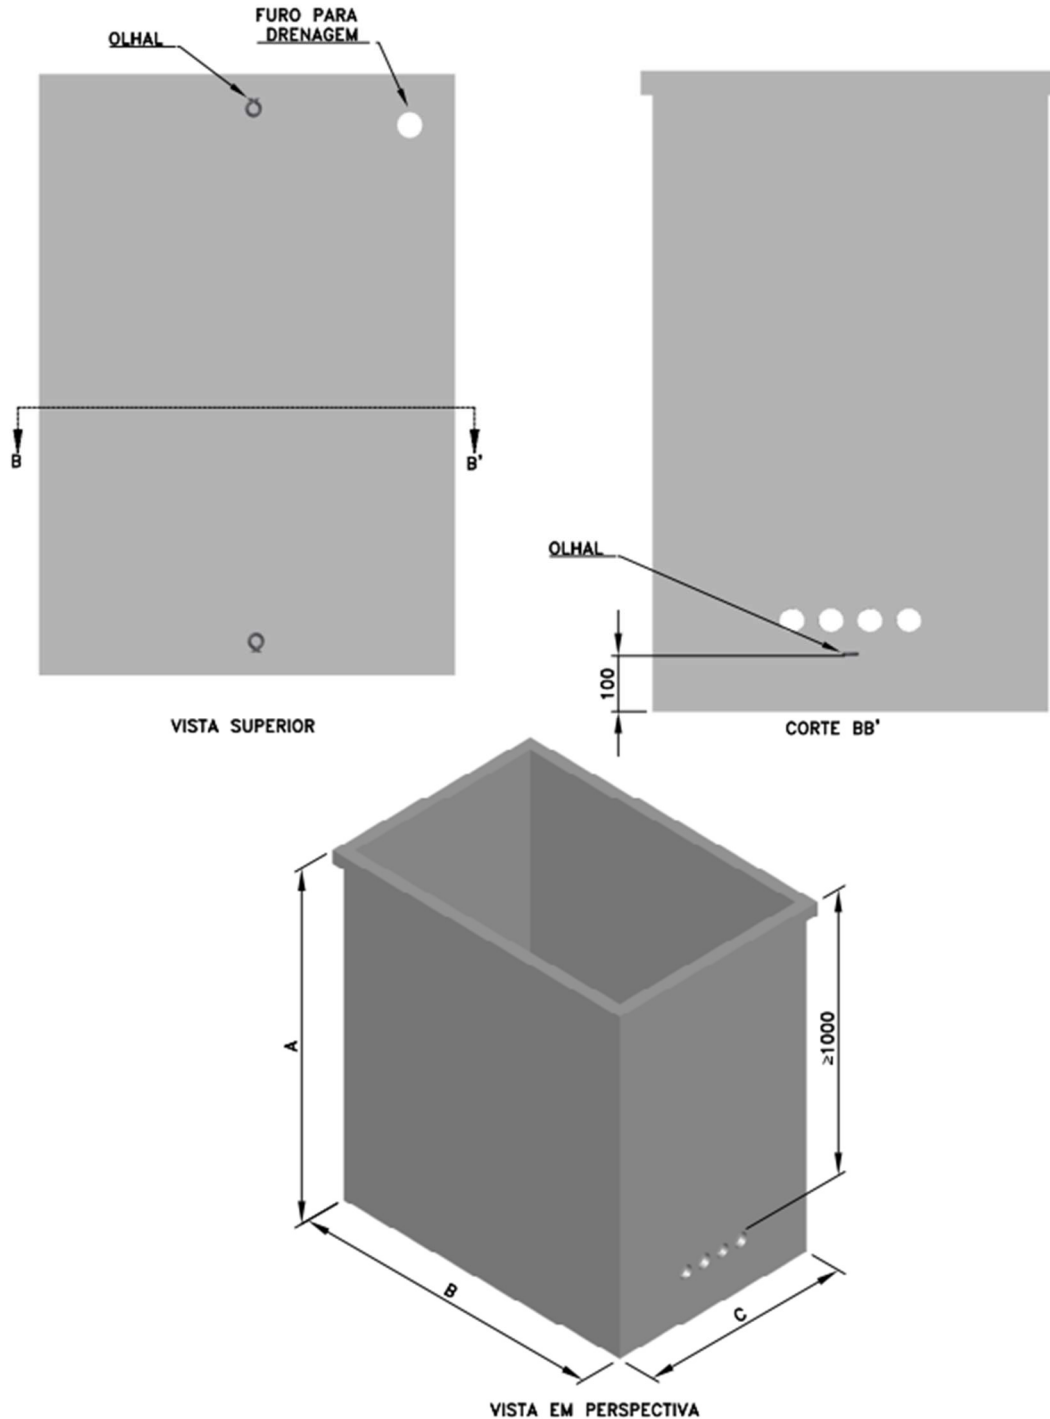 FURO PARA
DRENAGEM
OLHAL
B
B'
VISTA SUPERIOR
OLHAL
100
CORTE BB'
A
≥1000
B
C
VISTA EM PERSPECTIVA